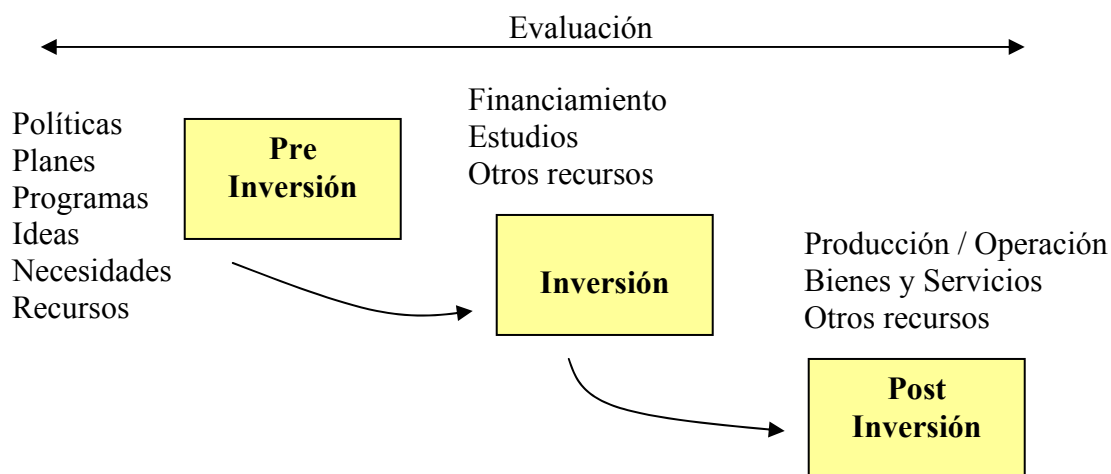 Evaluación
Políticas
Planes
Programas
Ideas
Necesidades
Recursos
Pre
Inversión
Financiamiento
Estudios
Otros recursos
Inversión
Producción / Operación
Bienes y Servicios
Otros recursos
Post
Inversión